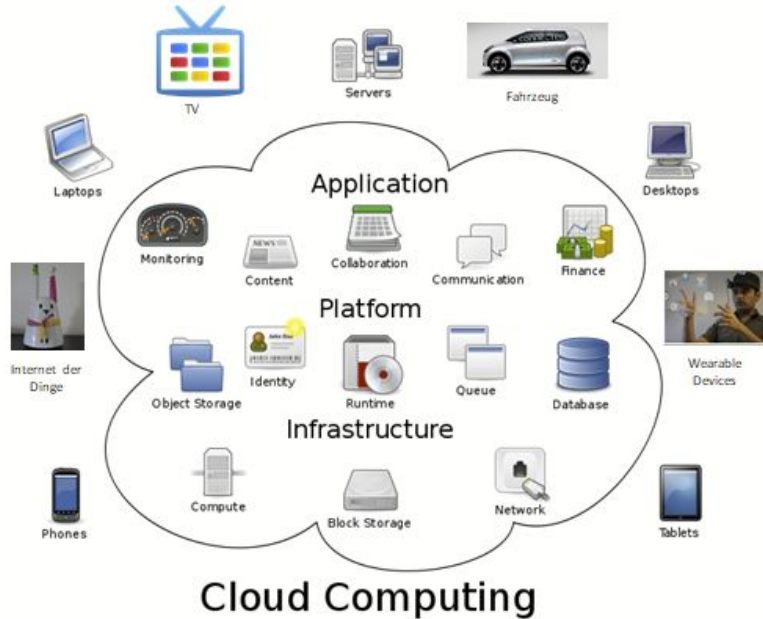 TV
Servers
Fahrzeug
Laptops
Desktops
Application
Monitoring
NEWS
Content
Collaboration
Communication
Finance
Platform
Internet der
Dinge
Wearable
Devices
Object Storage
Identity
Runtime
Queue
Database
Infrastructure
Compute
Block Storage
Network
Phones
Tablets
Cloud Computing